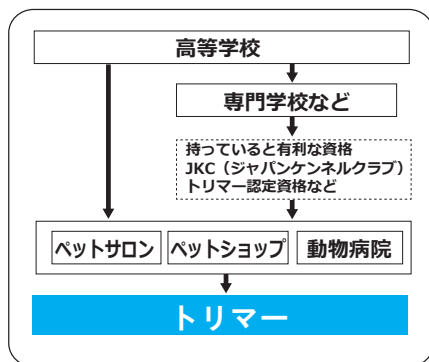 高等学校
専門学校など
持っていると有利な資格
JKC（ジャパンケンネルクラブ）
トリマー認定資格など
ペットサロン
ペットショップ
動物病院
トリマー